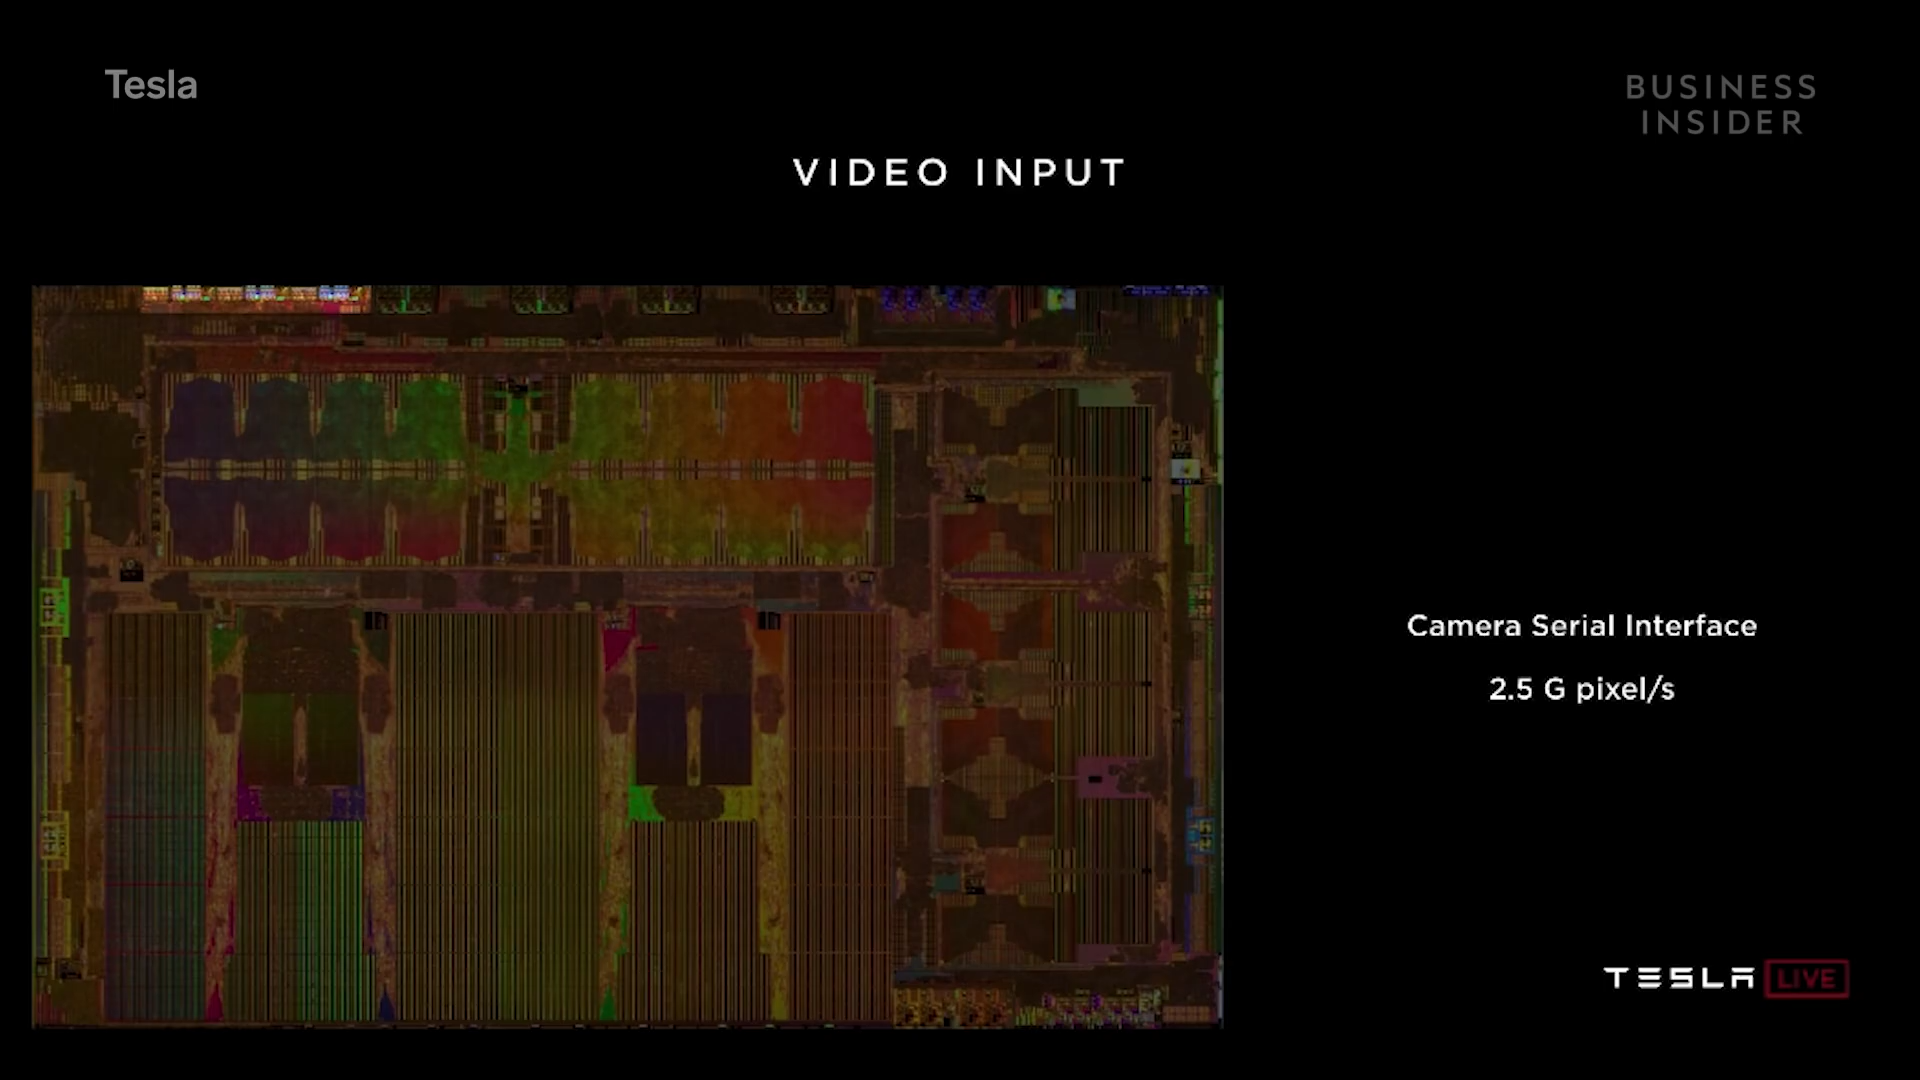 Tesla
BUSINESS
INSIDER
VIDEO INPUT
Camera Serial Interface
2.5 G pixel/s
TESLA LIVE